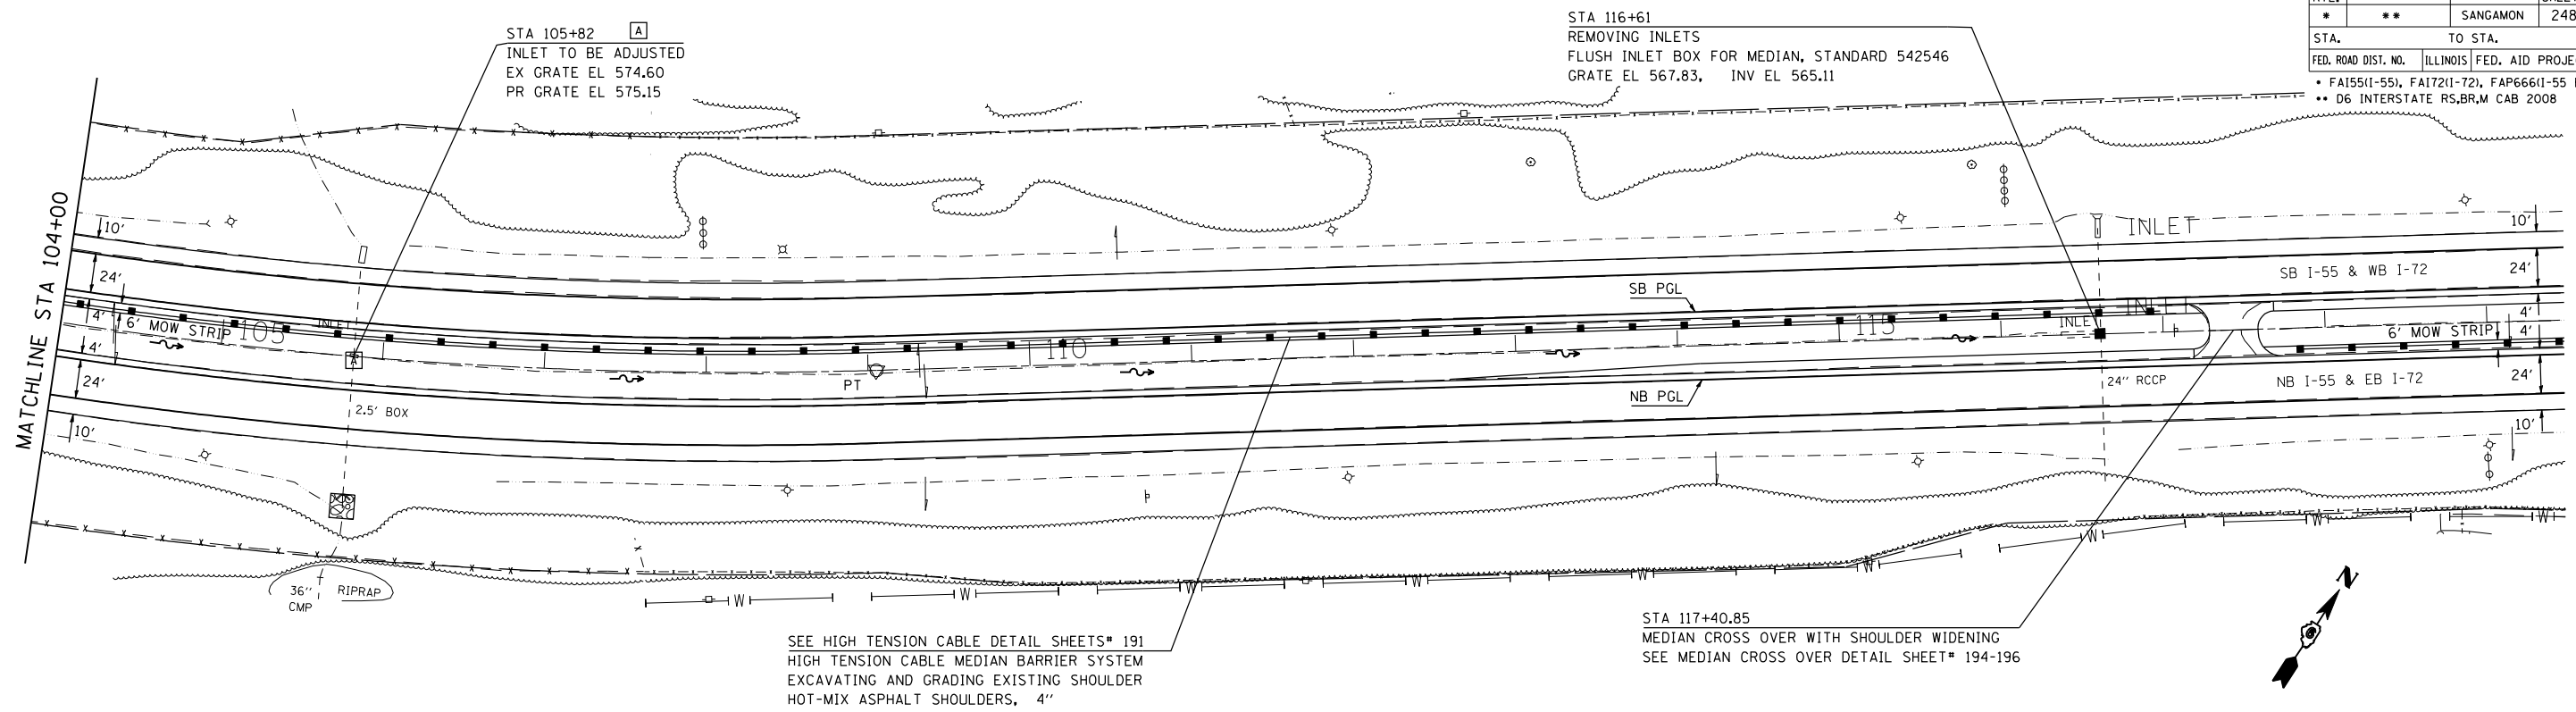 STA 105+82 A
INLET TO BE ADJUSTED
EX GRATE EL 574.60
PR GRATE EL 575.15
STA 116+61
REMOVING INLETS
FLUSH INLET BOX FOR MEDIAN, STANDARD 542546
GRATE EL 567.83, INV EL 565.11
* ** SANGAMON 248
STA. TO STA.
FED. ROAD DIST. NO. ILLINOIS FED. AID
* FAI55(I-55), FAI72(I-72), FAP666(I-55
** D6 INTERSTATE RS,BR,M CAB 2008
MATCHLINE STA 104+00
10'
24'
4'
6' MOW STRIP
105
INLET
A
4'
24'
10'
2.5' BOX
PT
110
115
SB PGL
NB PGL
INLET
INLET
24" RCCP
SB I-55 & WB I-72
NB I-55 & EB I-72
6' MOW STRIP
10'
24'
4'
4'
24'
10'
36"
CMP
RIPRAP
W W W W W W W W W
SEE HIGH TENSION CABLE DETAIL SHEETS# 191
HIGH TENSION CABLE MEDIAN BARRIER SYSTEM
EXCAVATING AND GRADING EXISTING SHOULDER
HOT-MIX ASPHALT SHOULDERS, 4"
STA 117+40.85
MEDIAN CROSS OVER WITH SHOULDER WIDENING
SEE MEDIAN CROSS OVER DETAIL SHEET# 194-196
N